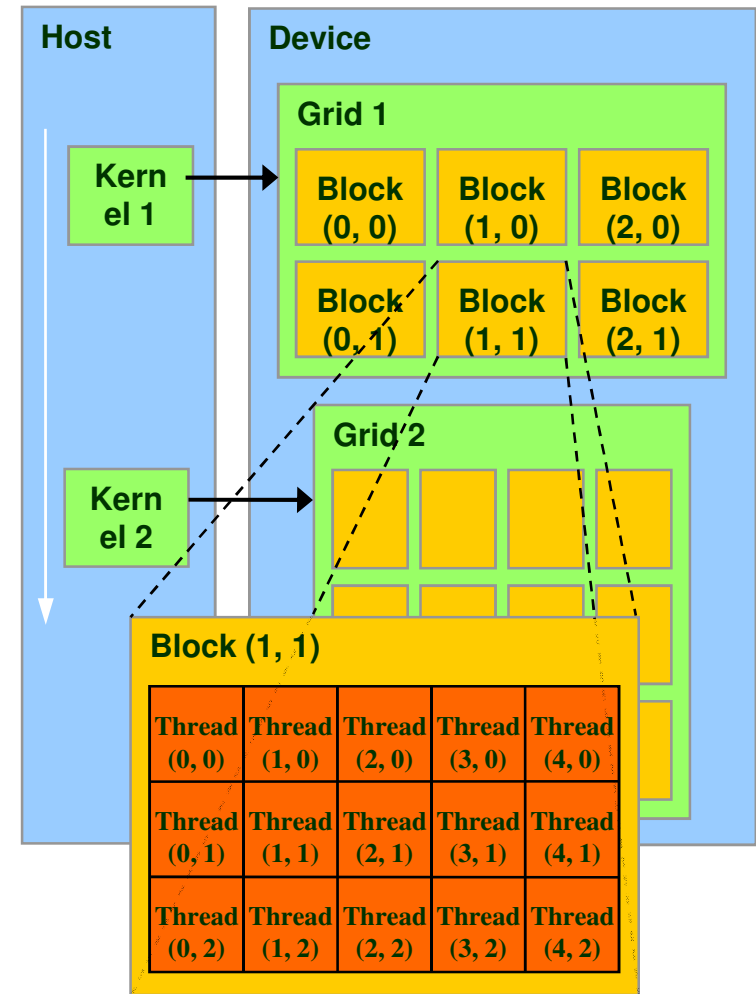 Host
Device
Grid 1
Kern
el 1
Block
(0, 0)
Block
(1, 0)
Block
(2, 0)
Block
(0, 1)
Block
(1, 1)
Block
(2, 1)
Grid 2
Kern
el 2
Block (1, 1)
Thread
(0, 0)
Thread
(1, 0)
Thread
(2, 0)
Thread
(3, 0)
Thread
(4, 0)
Thread
(0, 1)
Thread
(1, 1)
Thread
(2, 1)
Thread
(3, 1)
Thread
(4, 1)
Thread
(0, 2)
Thread
(1, 2)
Thread
(2, 2)
Thread
(3, 2)
Thread
(4, 2)